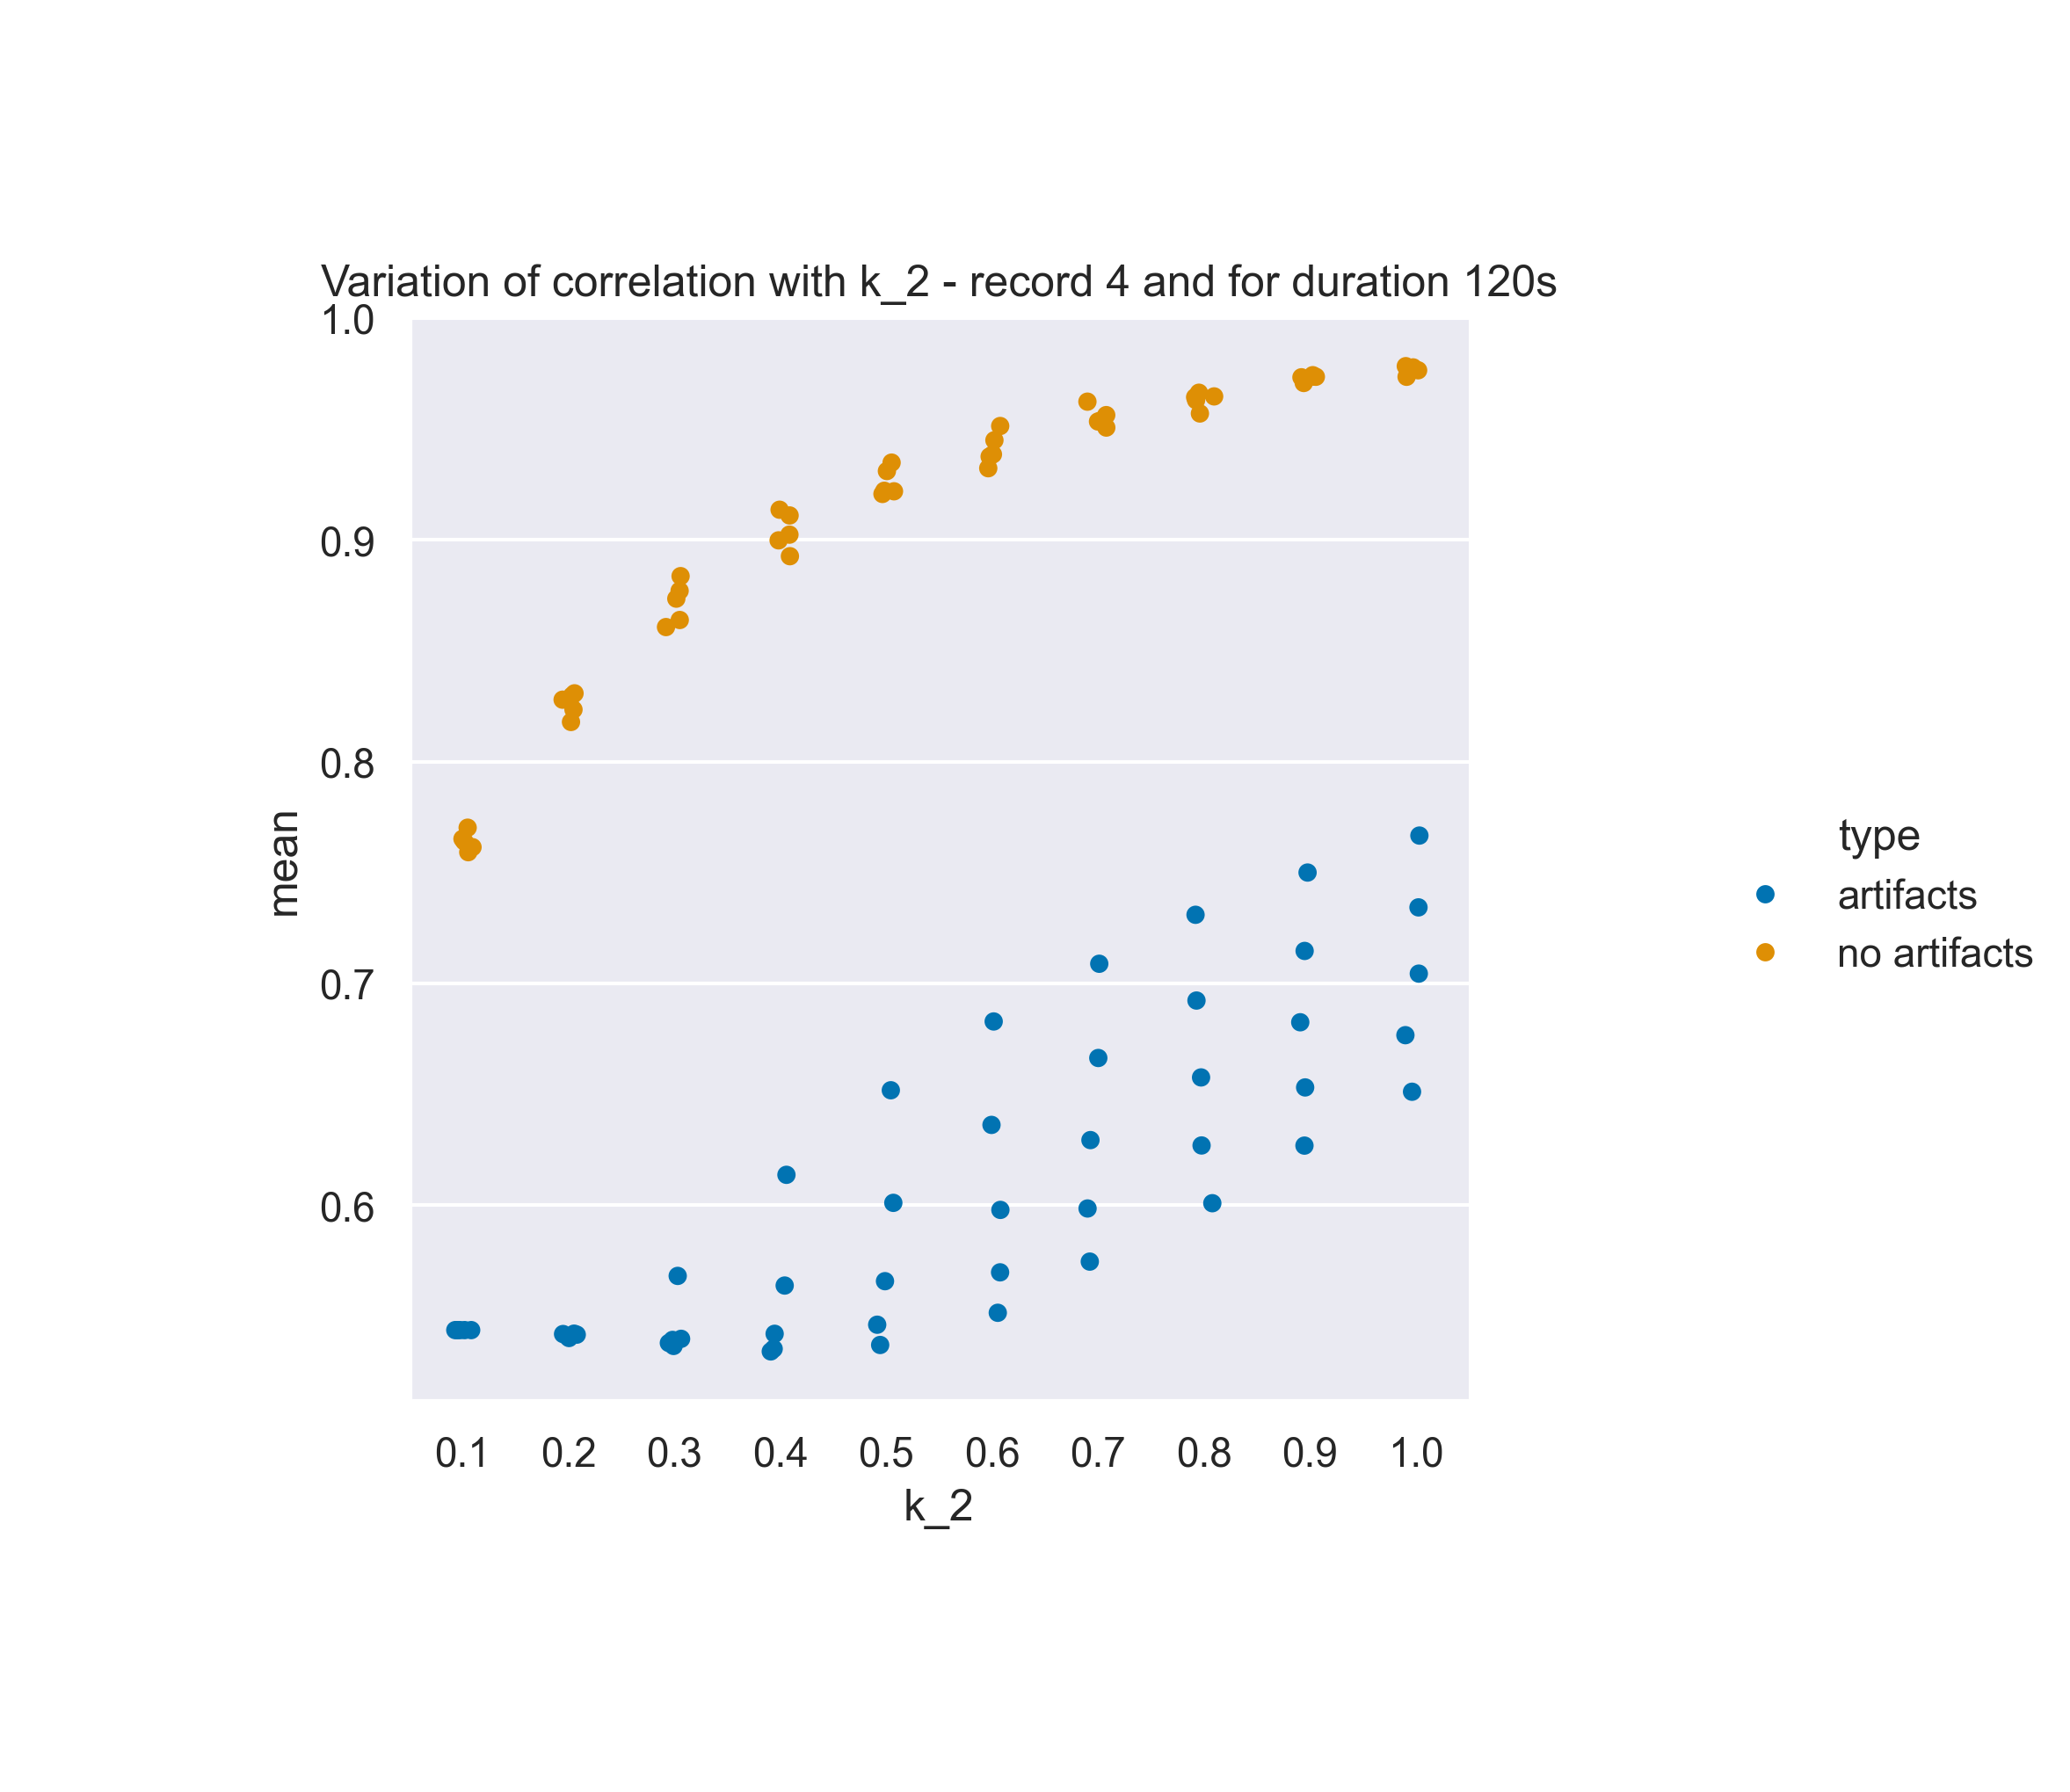 Variation of correlation with k_2 - record 4 and for duration 120s
1.0
0.9
0.8
0.7
0.6
mean
0.1 0.2 0.3 0.4 0.5 0.6 0.7 0.8 0.9 1.0
k_2
type
artifacts
no artifacts